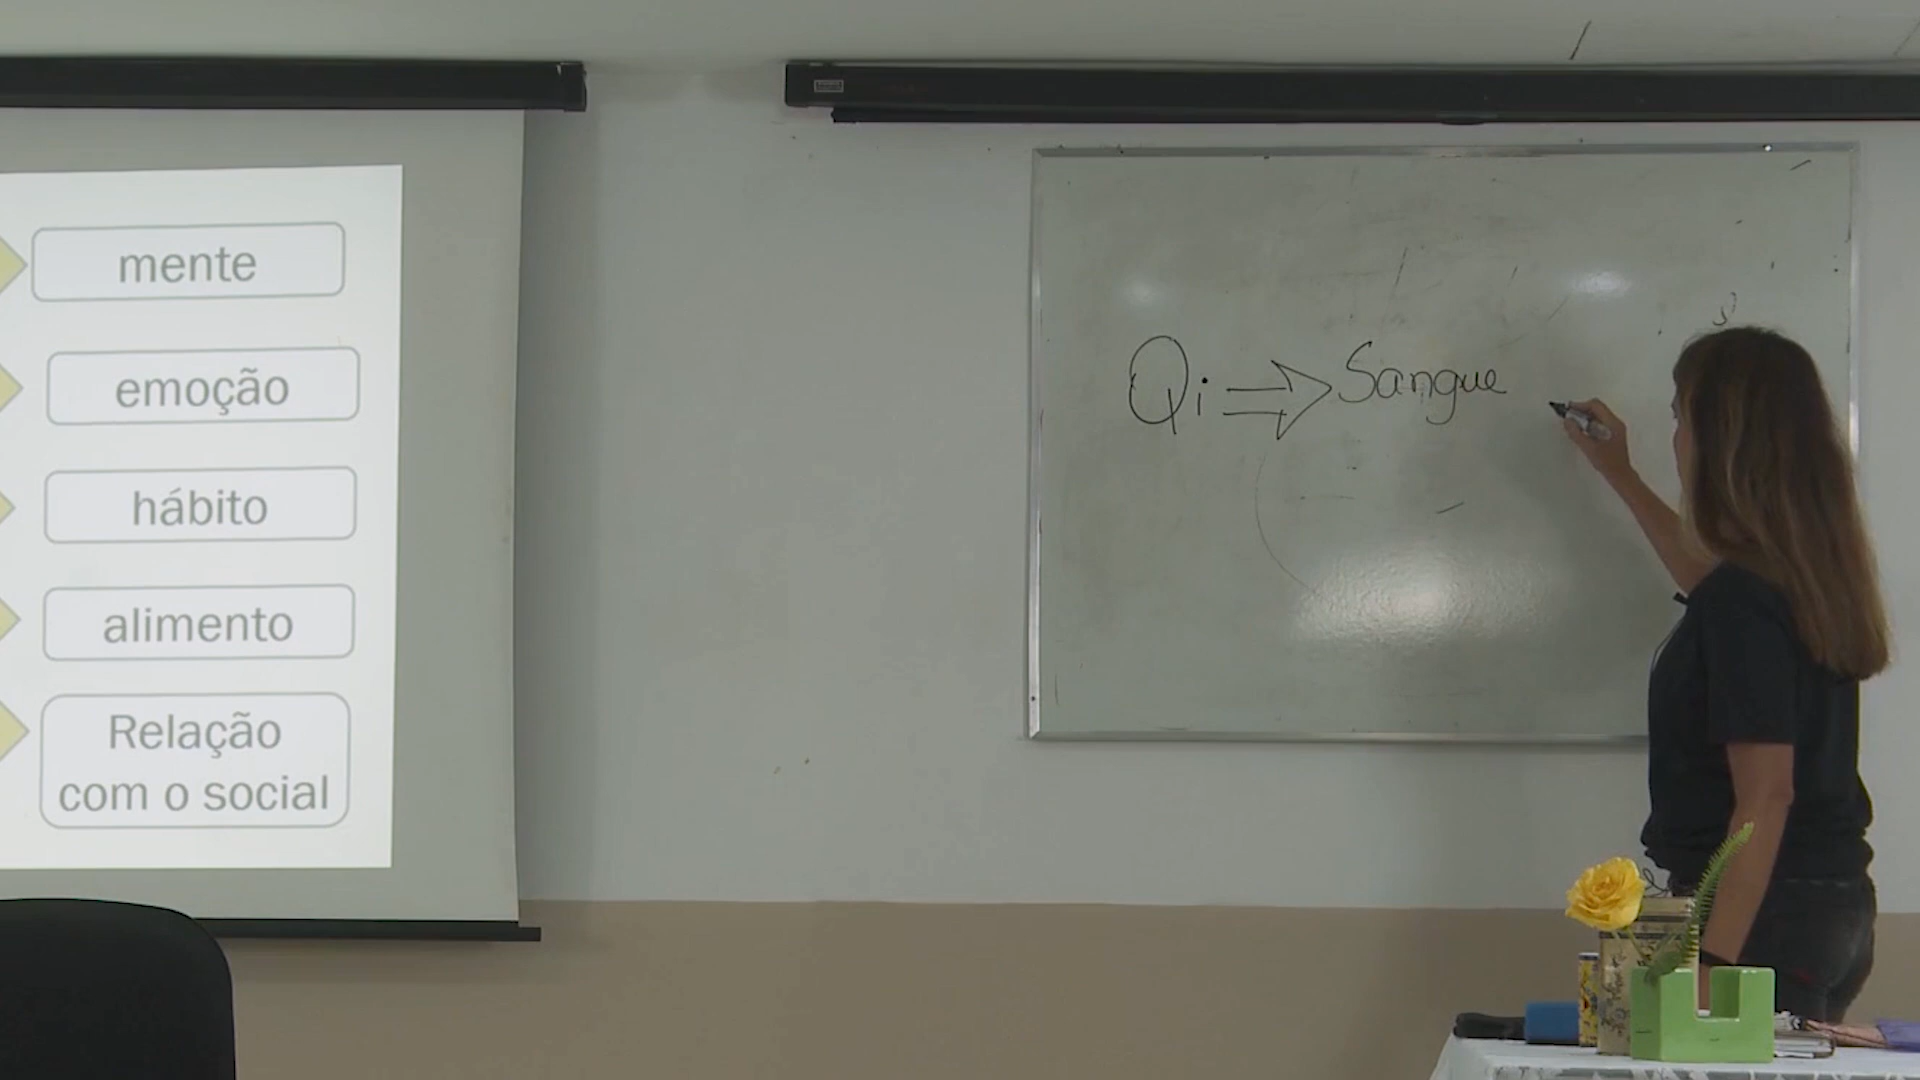 mente
emoção
hábito
alimento
Relação
com o social
Qi ⇒ Sangue